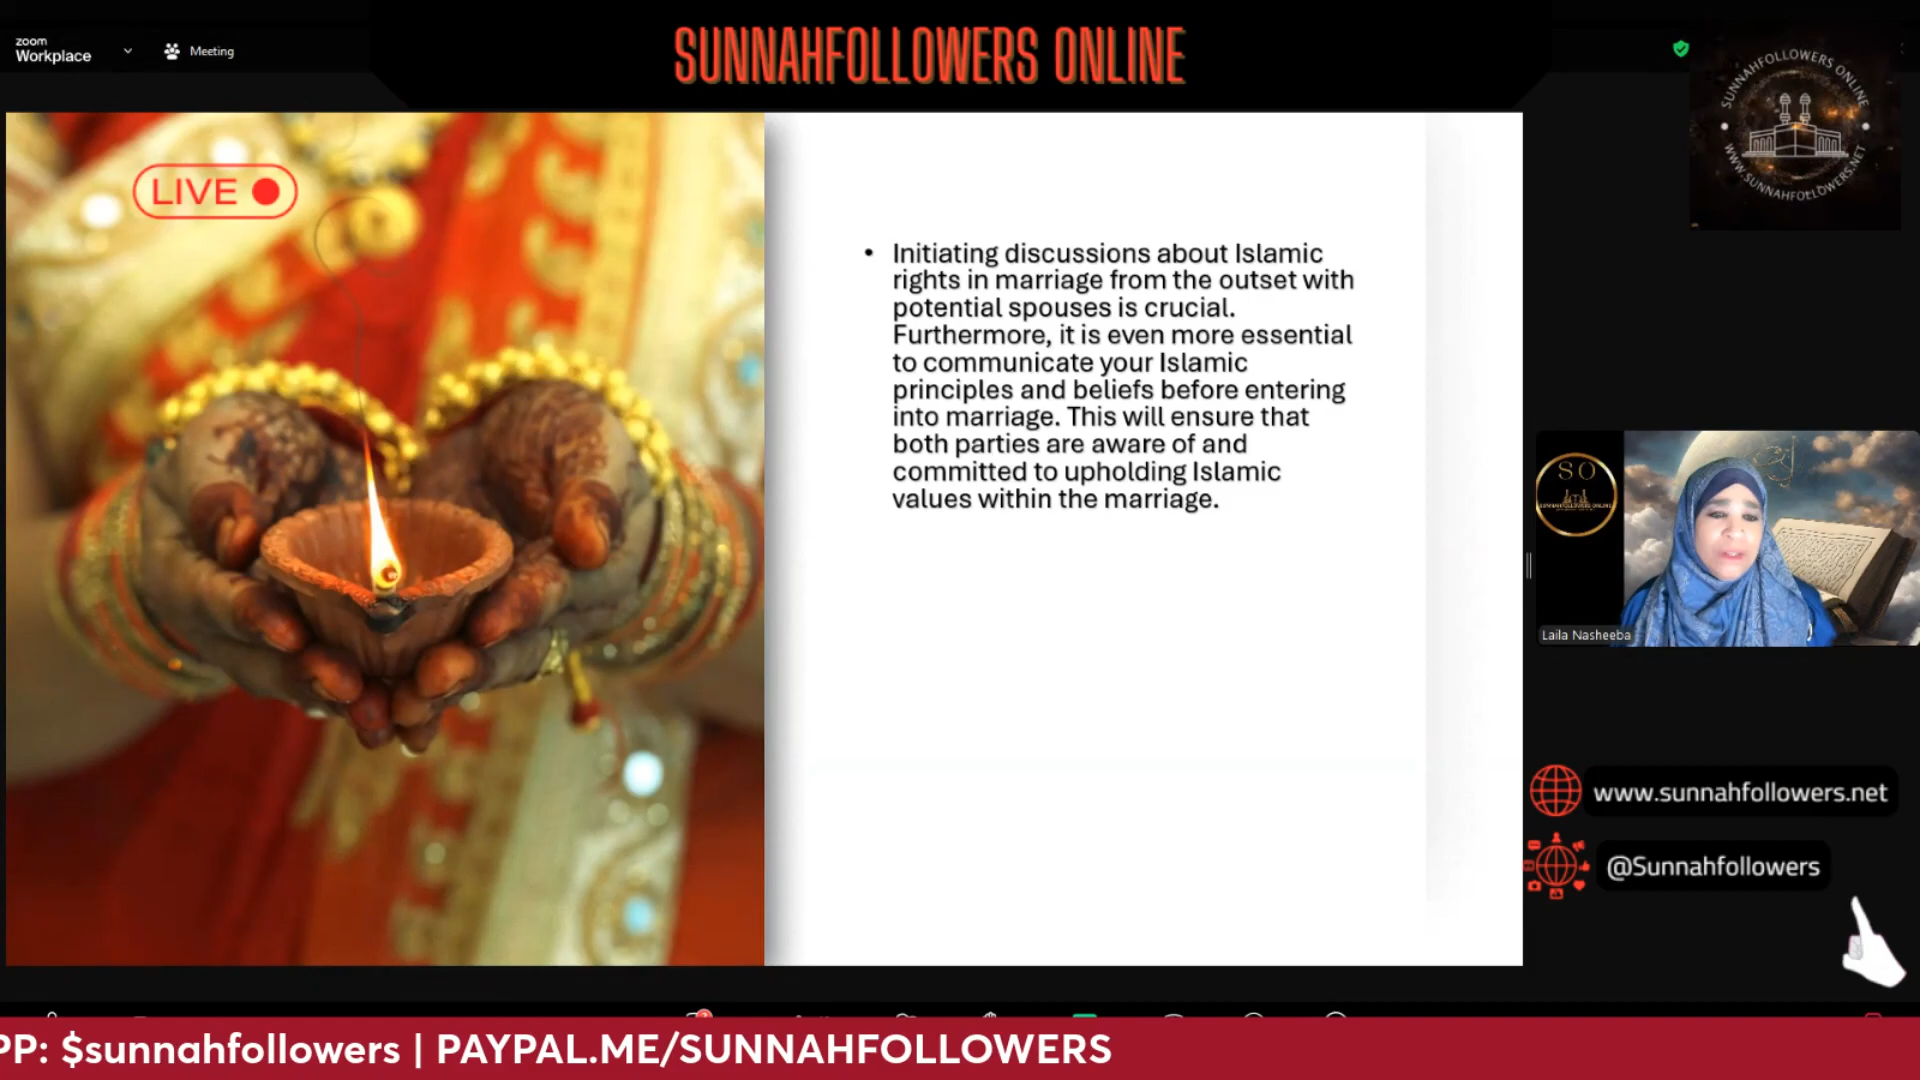 SUNNAHFOLLOWERS ONLINE
zoom
Workplace
Meeting
SUNNAHFOLLOWERS ONLINE
WWW.SUNNAHFOLLOWERS.NET
LIVE
• Initiating discussions about Islamic
rights in marriage from the outset with
potential spouses is crucial.
Furthermore, it is even more essential
to communicate your Islamic
principles and beliefs before entering
into marriage. This will ensure that
both parties are aware of and
committed to upholding Islamic
values within the marriage.
SO
SUNNAHFOLLOWERS ONLINE
Laila Nasheeba
www.sunnahfollowers.net
@Sunnahfollowers
PP: $sunnahfollowers | PAYPAL.ME/SUNNAHFOLLOWERS